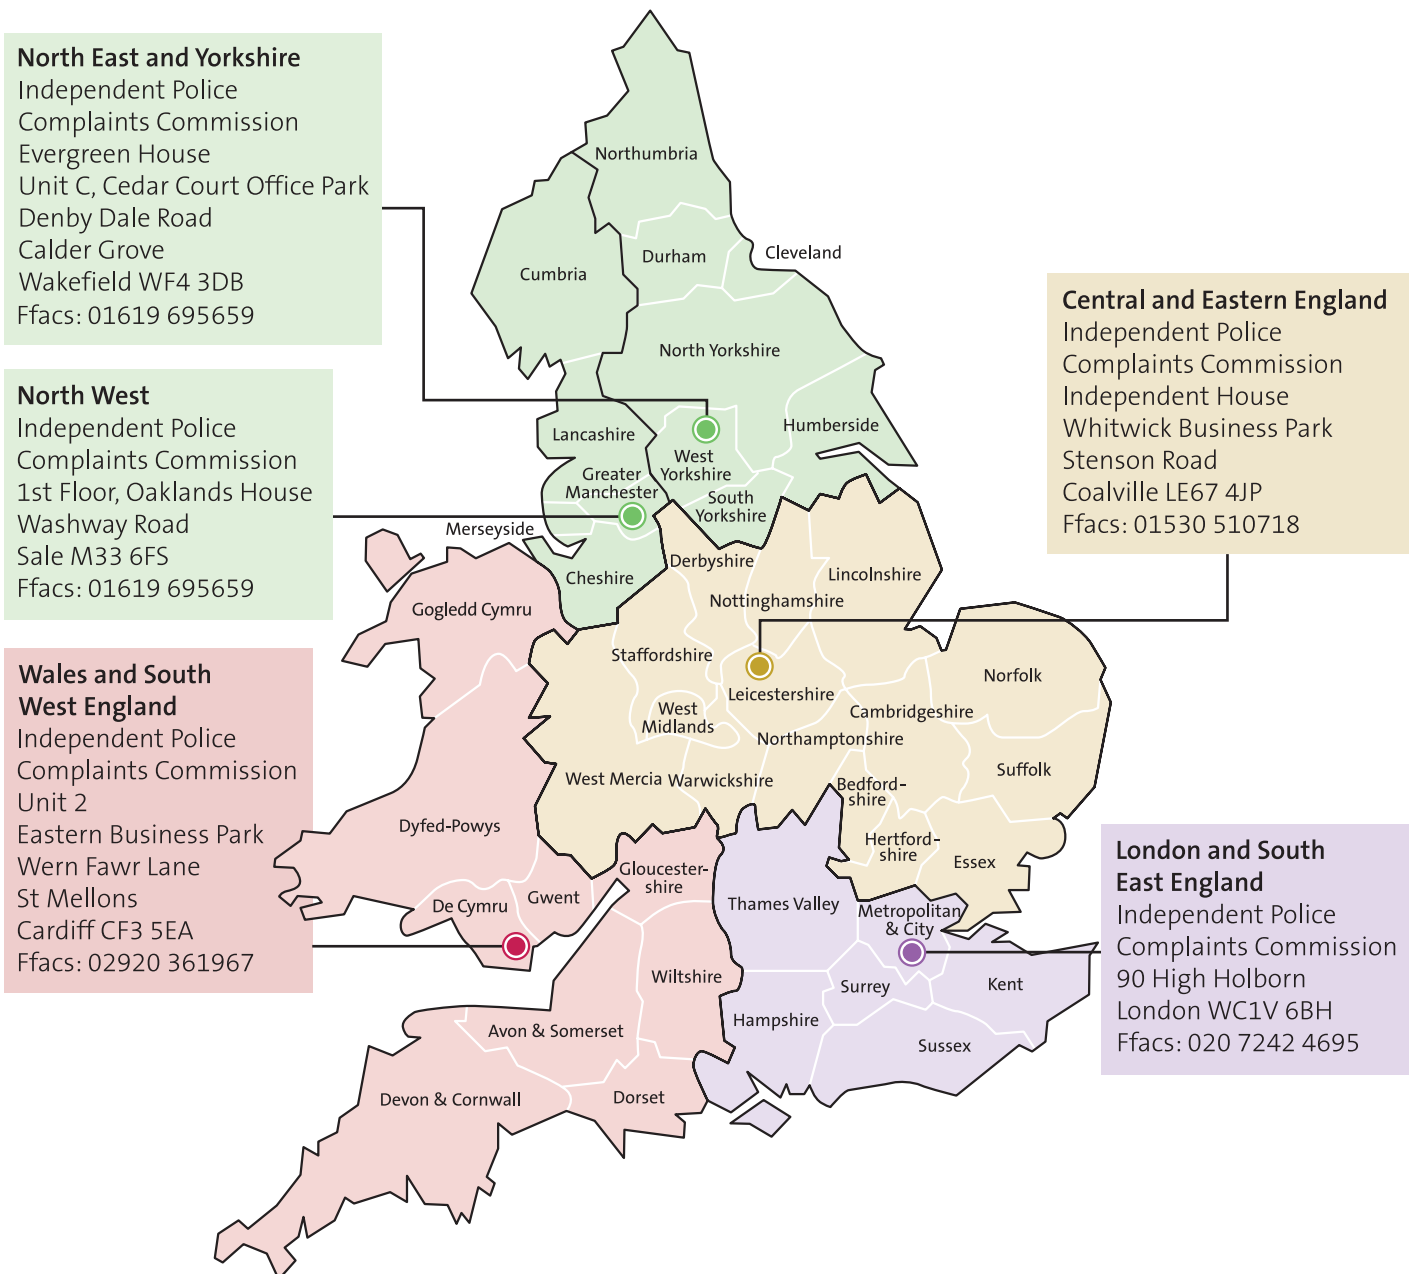 North East and Yorkshire
Independent Police
Complaints Commission
Evergreen House
Unit C, Cedar Court Office Park
Denby Dale Road
Calder Grove
Wakefield WF4 3DB
Ffacs: 01619 695659
North West
Independent Police
Complaints Commission
1st Floor, Oaklands House
Washway Road
Sale M33 6FS
Ffacs: 01619 695659
Wales and South
West England
Independent Police
Complaints Commission
Unit 2
Eastern Business Park
Wern Fawr Lane
St Mellons
Cardiff CF3 5EA
Ffacs: 02920 361967
Central and Eastern England
Independent Police
Complaints Commission
Independent House
Whitwick Business Park
Stenson Road
Coalville LE67 4JP
Ffacs: 01530 510718
London and South
East England
Independent Police
Complaints Commission
90 High Holborn
London WC1V 6BH
Ffacs: 020 7242 4695
Northumbria
Durham
Cleveland
Cumbria
North Yorkshire
Humberside
Lancashire
West
Yorkshire
Greater
Manchester
South
Yorkshire
Merseyside
Cheshire
Derbyshire
Lincolnshire
Nottinghamshire
Gogledd Cymru
Staffordshire
Leicestershire
Norfolk
West
Midlands
Cambridgeshire
Northamptonshire
West Mercia
Warwickshire
Bedford-
shire
Suffolk
Dyfed-Powys
Hertford-
shire
Essex
Gloucester-
shire
De Cymru
Gwent
Thames Valley
Metropolitan
& City
Wiltshire
Surrey
Kent
Avon & Somerset
Hampshire
Sussex
Devon & Cornwall
Dorset